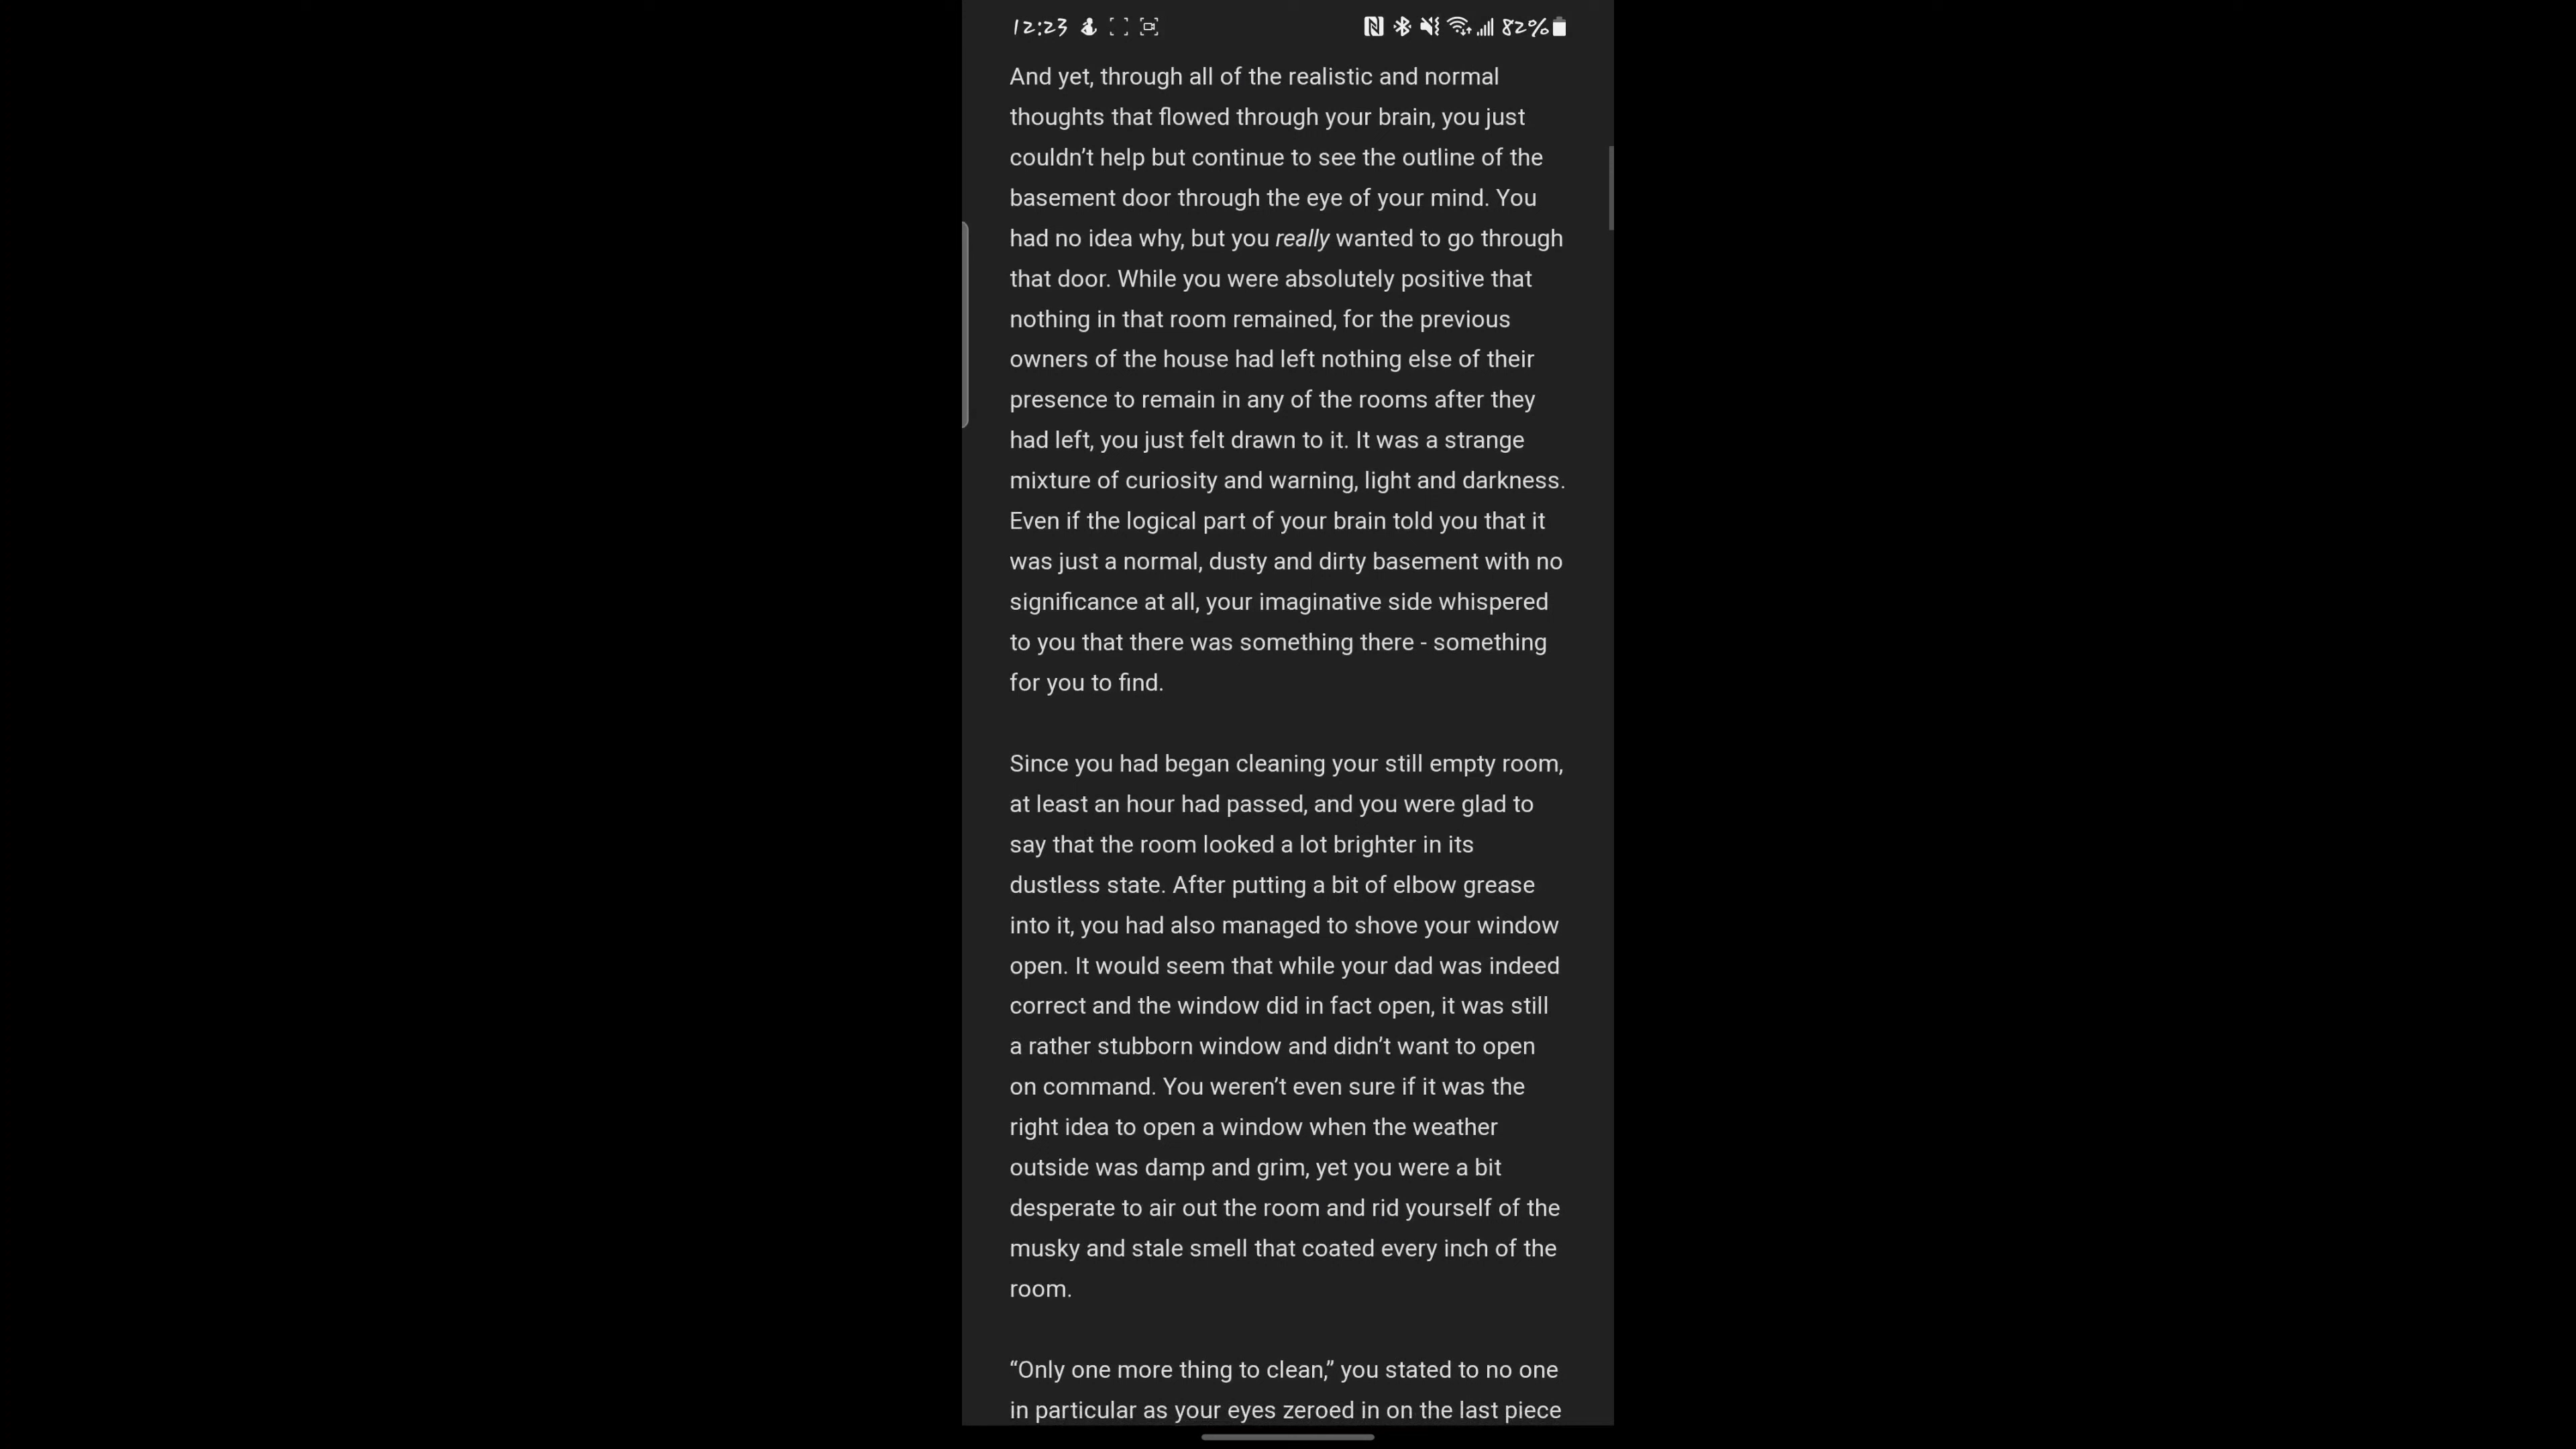 12:23 82%
And yet, through all of the realistic and normal
thoughts that flowed through your brain, you just
couldn’t help but continue to see the outline of the
basement door through the eye of your mind. You
had no idea why, but you really wanted to go through
that door. While you were absolutely positive that
nothing in that room remained, for the previous
owners of the house had left nothing else of their
presence to remain in any of the rooms after they
had left, you just felt drawn to it. It was a strange
mixture of curiosity and warning, light and darkness.
Even if the logical part of your brain told you that it
was just a normal, dusty and dirty basement with no
significance at all, your imaginative side whispered
to you that there was something there - something
for you to find.
Since you had began cleaning your still empty room,
at least an hour had passed, and you were glad to
say that the room looked a lot brighter in its
dustless state. After putting a bit of elbow grease
into it, you had also managed to shove your window
open. It would seem that while your dad was indeed
correct and the window did in fact open, it was still
a rather stubborn window and didn’t want to open
on command. You weren’t even sure if it was the
right idea to open a window when the weather
outside was damp and grim, yet you were a bit
desperate to air out the room and rid yourself of the
musky and stale smell that coated every inch of the
room.
“Only one more thing to clean,” you stated to no one
in particular as your eyes zeroed in on the last piece